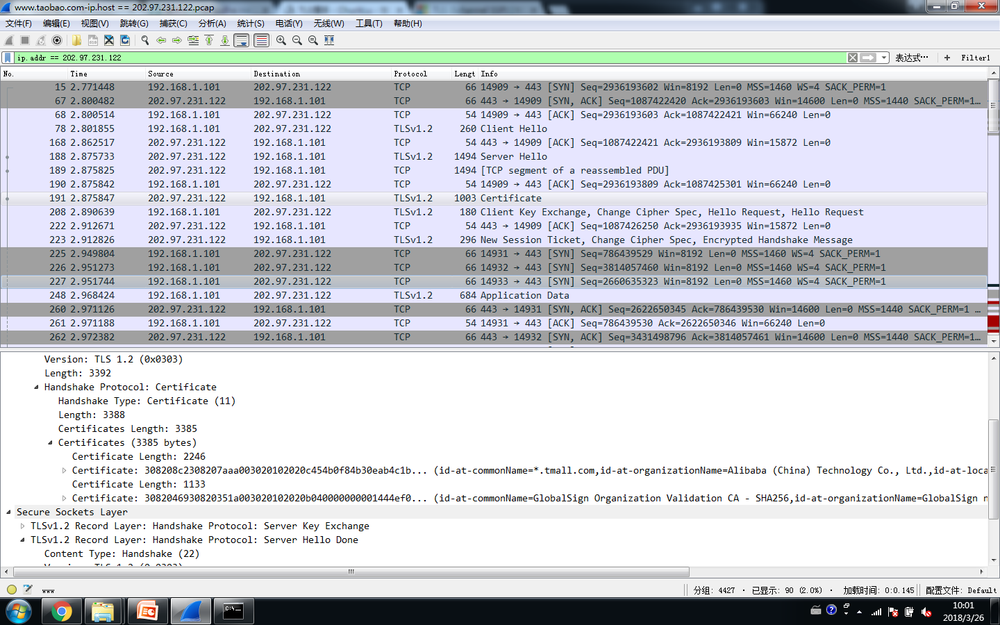 www.taobao.com-ip.host == 202.97.231.122.pcap
文件(F) 编辑(E) 视图(V) 跳转(G) 捕获(C) 分析(A) 统计(S) 电话(Y) 无线(W) 工具(T) 帮助(H)
ip.addr == 202.97.231.122 表达式… + Filter1
No. Time Source Destination Protocol Lengt Info
15 2.771448 192.168.1.101 202.97.231.122 TCP 66 14909 → 443 [SYN] Seq=2936193602 Win=8192 Len=0 MSS=1460 WS=4 SACK_PERM=1
67 2.800482 202.97.231.122 192.168.1.101 TCP 66 443 → 14909 [SYN, ACK] Seq=1087422420 Ack=2936193603 Win=14600 Len=0 MSS=1440 SACK_PERM=1…
68 2.800514 192.168.1.101 202.97.231.122 TCP 54 14909 → 443 [ACK] Seq=2936193603 Ack=1087422421 Win=66240 Len=0
78 2.801855 192.168.1.101 202.97.231.122 TLSv1.2 260 Client Hello
168 2.862517 202.97.231.122 192.168.1.101 TCP 54 443 → 14909 [ACK] Seq=1087422421 Ack=2936193809 Win=15872 Len=0
188 2.875733 202.97.231.122 192.168.1.101 TLSv1.2 1494 Server Hello
189 2.875825 202.97.231.122 192.168.1.101 TCP 1494 [TCP segment of a reassembled PDU]
190 2.875842 192.168.1.101 202.97.231.122 TCP 54 14909 → 443 [ACK] Seq=2936193809 Ack=1087425301 Win=66240 Len=0
191 2.875847 202.97.231.122 192.168.1.101 TLSv1.2 1003 Certificate
208 2.890639 192.168.1.101 202.97.231.122 TLSv1.2 180 Client Key Exchange, Change Cipher Spec, Hello Request, Hello Request
222 2.912671 202.97.231.122 192.168.1.101 TCP 54 443 → 14909 [ACK] Seq=1087426250 Ack=2936193935 Win=15872 Len=0
223 2.912826 202.97.231.122 192.168.1.101 TLSv1.2 296 New Session Ticket, Change Cipher Spec, Encrypted Handshake Message
225 2.949804 192.168.1.101 202.97.231.122 TCP 66 14931 → 443 [SYN] Seq=786439529 Win=8192 Len=0 MSS=1460 WS=4 SACK_PERM=1
226 2.951273 192.168.1.101 202.97.231.122 TCP 66 14932 → 443 [SYN] Seq=3814057460 Win=8192 Len=0 MSS=1460 WS=4 SACK_PERM=1
227 2.951744 192.168.1.101 202.97.231.122 TCP 66 14933 → 443 [SYN] Seq=2660635323 Win=8192 Len=0 MSS=1460 WS=4 SACK_PERM=1
248 2.968424 192.168.1.101 202.97.231.122 TLSv1.2 684 Application Data
260 2.971126 202.97.231.122 192.168.1.101 TCP 66 443 → 14931 [SYN, ACK] Seq=2622650345 Ack=786439530 Win=14600 Len=0 MSS=1440 SACK_PERM=1 …
261 2.971188 192.168.1.101 202.97.231.122 TCP 54 14931 → 443 [ACK] Seq=786439530 Ack=2622650346 Win=66240 Len=0
262 2.972382 202.97.231.122 192.168.1.101 TCP 66 443 → 14932 [SYN, ACK] Seq=3431498796 Ack=3814057461 Win=14600 Len=0 MSS=1440 SACK_PERM=1…
Version: TLS 1.2 (0x0303)
Length: 3392
Handshake Protocol: Certificate
Handshake Type: Certificate (11)
Length: 3388
Certificates Length: 3385
Certificates (3385 bytes)
Certificate Length: 2246
Certificate: 308208c2308207aaa003020102020c454b0f84b30eab4c1b... (id-at-commonName=*.tmall.com,id-at-organizationName=Alibaba (China) Technology Co., Ltd.,id-at-loca
Certificate Length: 1133
Certificate: 3082046930820351a003020102020b040000000001444ef0... (id-at-commonName=GlobalSign Organization Validation CA - SHA256,id-at-organizationName=GlobalSign n
Secure Sockets Layer
TLSv1.2 Record Layer: Handshake Protocol: Server Key Exchange
TLSv1.2 Record Layer: Handshake Protocol: Server Hello Done
Content Type: Handshake (22)
Version: TLS 1.2 (0x0303)
www 分组: 4427 · 已显示: 90 (2.0%) · 加载时间: 0:0.145 配置文件: Default
10:01
2018/3/26